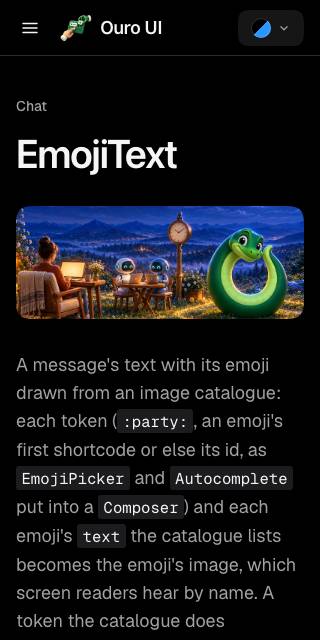 Ouro UI
Chat
EmojiText
A message's text with its emoji
drawn from an image catalogue:
each token (:party:, an emoji's
first shortcode or else its id, as
EmojiPicker and Autocomplete
put into a Composer) and each
emoji's text the catalogue lists
becomes the emoji's image, which
screen readers hear by name. A
token the catalogue does